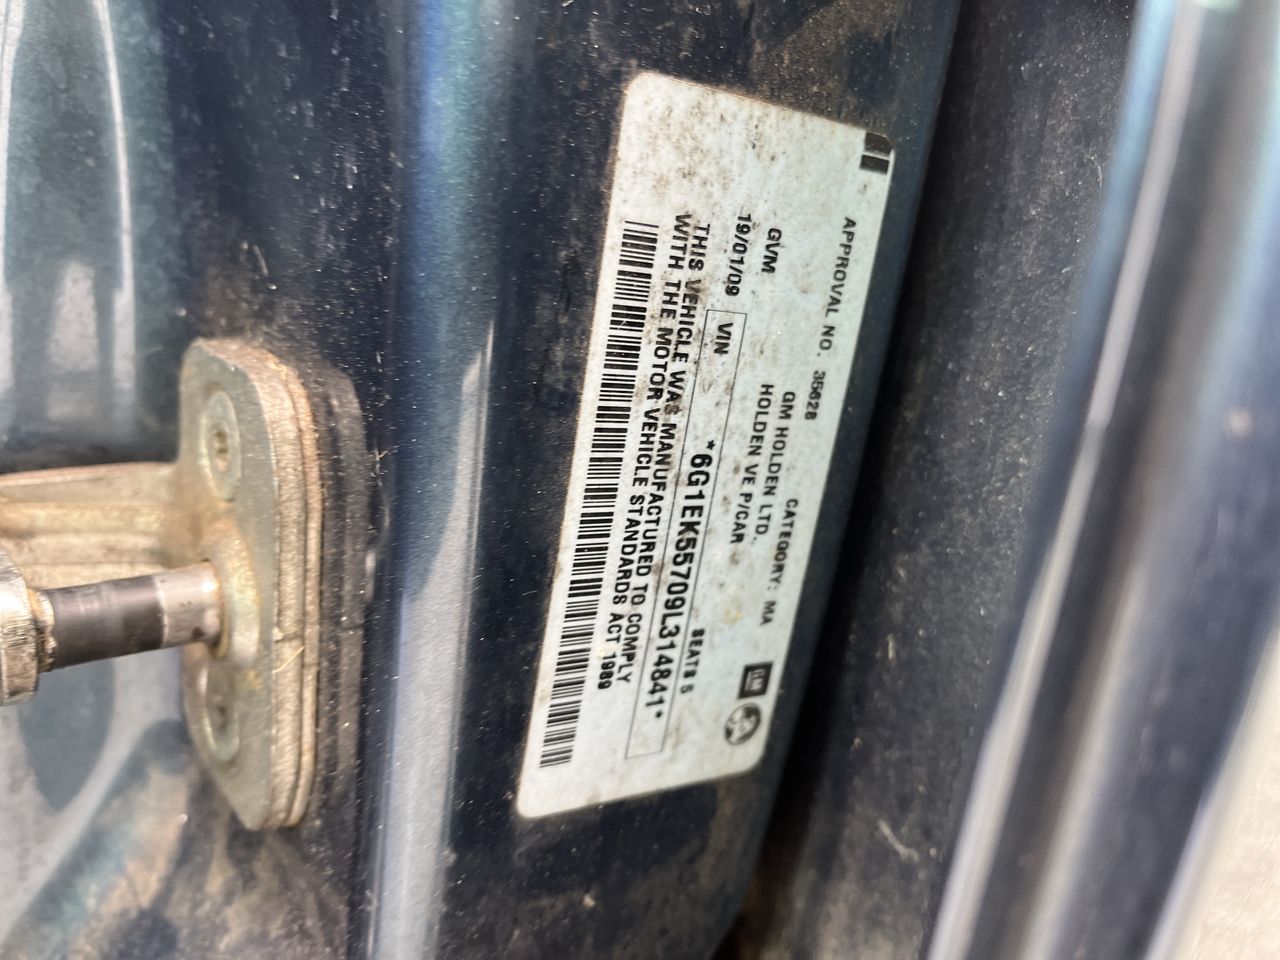 APPROVAL NO. 35628 CATEGORY: MA
GM HOLDEN LTD.
GVM HOLDEN VE P/CAR
19/01/09 SEATS 5
VIN *6G1EK55709L314841*
THIS VEHICLE WAS MANUFACTURED TO COMPLY
WITH THE MOTOR VEHICLE STANDARDS ACT 1989
GM